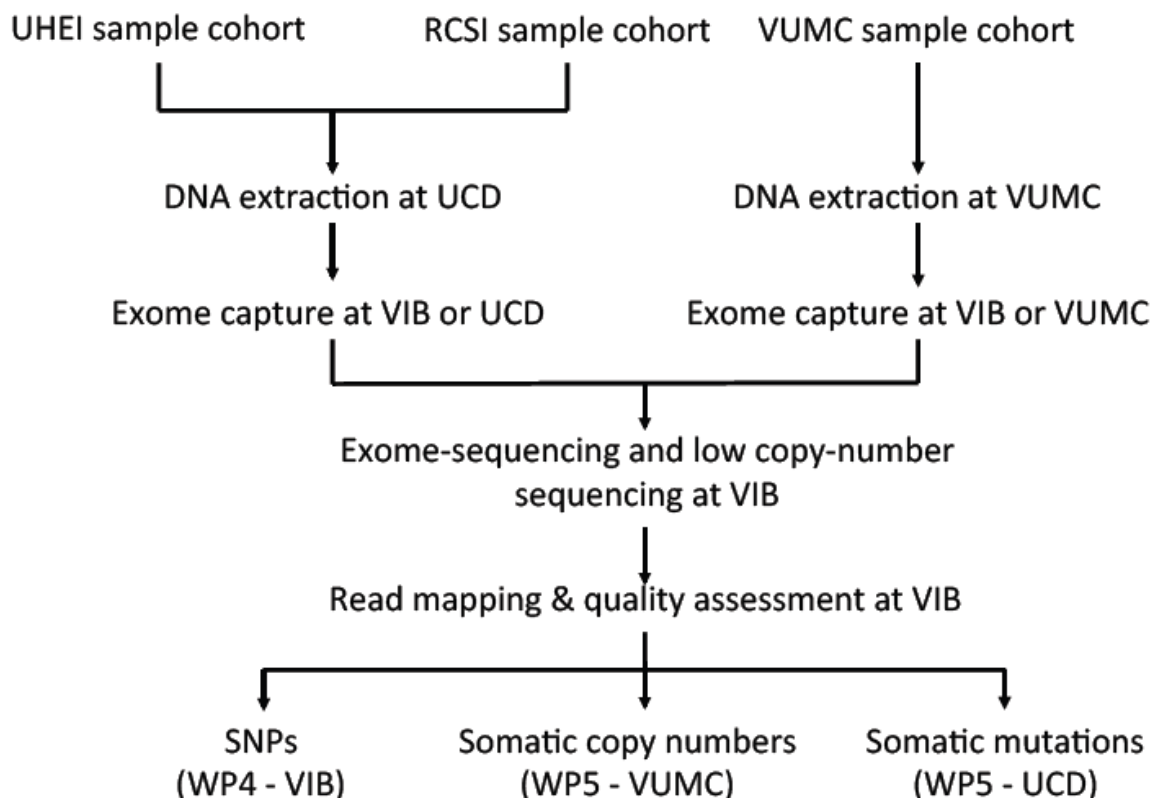 UHEI sample cohort
RCSI sample cohort
VUMC sample cohort
DNA extraction at UCD
DNA extraction at VUMC
Exome capture at VIB or UCD
Exome capture at VIB or VUMC
Exome-sequencing and low copy-number
sequencing at VIB
Read mapping & quality assessment at VIB
SNPs
(WP4 - VIB)
Somatic copy numbers
(WP5 - VUMC)
Somatic mutations
(WP5 - UCD)